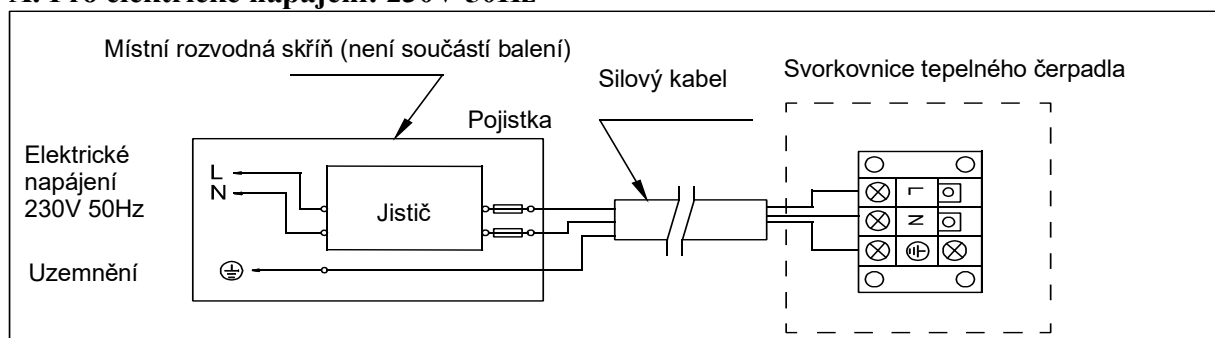 A. Pro elektrické napájení: 230V 50Hz
Místní rozvodná skříň (není součástí balení)
Silový kabel
Svorkovnice tepelného čerpadla
Pojistka
Elektrické
napájení
230V 50Hz
L
N
Jistič
Uzemnění
L
N